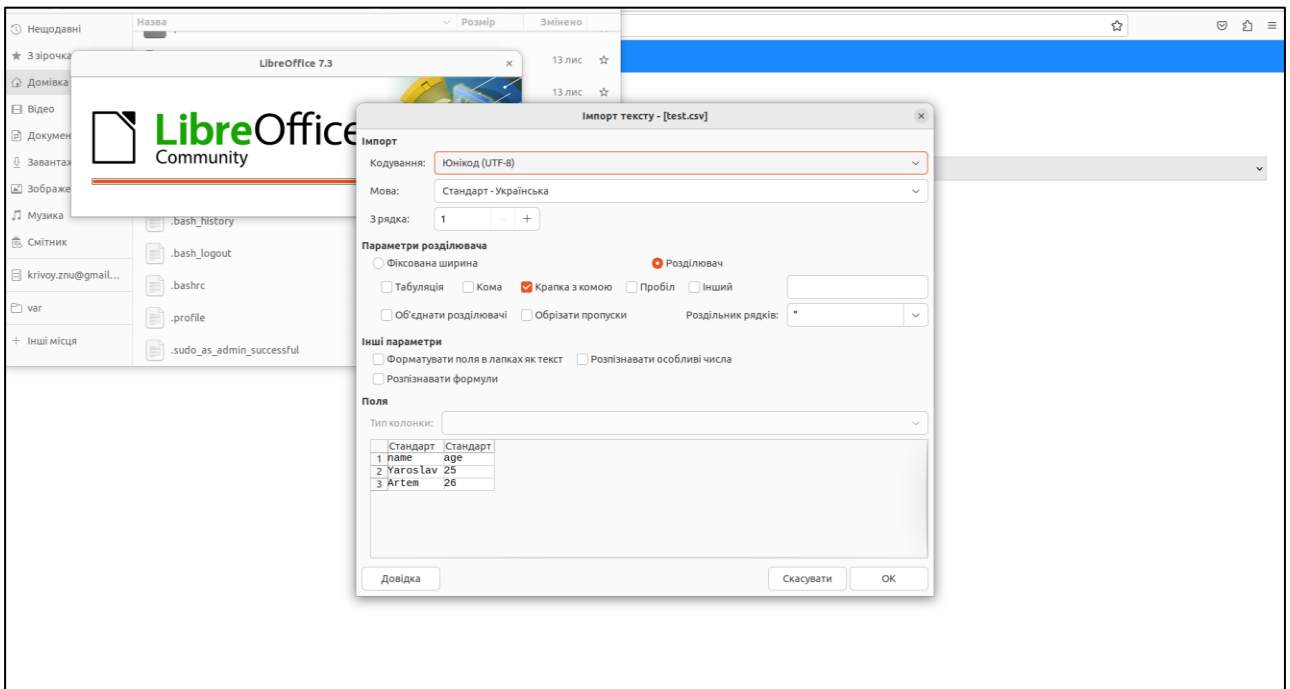 Назва Розмір Змінено
Нещодавні
Із зірочка
13 лис
Домівка
13 лис
Відео
Докумен
Завантаж
Зображе
Музика
Смітник
krivoy.znu@gmail...
var
+ Інші місця
.bash_history
.bash_logout
.bashrc
.profile
.sudo_as_admin_successful
LibreOffice 7.3
LibreOffice
Community
Імпорт тексту - [test.csv]
Імпорт
Кодування: Юнікод (UTF-8)
Мова: Стандарт - Українська
З рядка: 1
Параметри розділювача
Фіксована ширина Розділювач
Табуляція Кома Крапка з комою Пробіл Інший
Об'єднати розділювачі Обрізати пропуски Роздільник рядків: "
Інші параметри
Форматувати поля в лапках як текст Розпізнавати особливі числа
Розпізнавати формули
Поля
Тип колонки:
Стандарт Стандарт
1 name age
2 Yaroslav 25
3 Artem 26
Довідка Скасувати OK